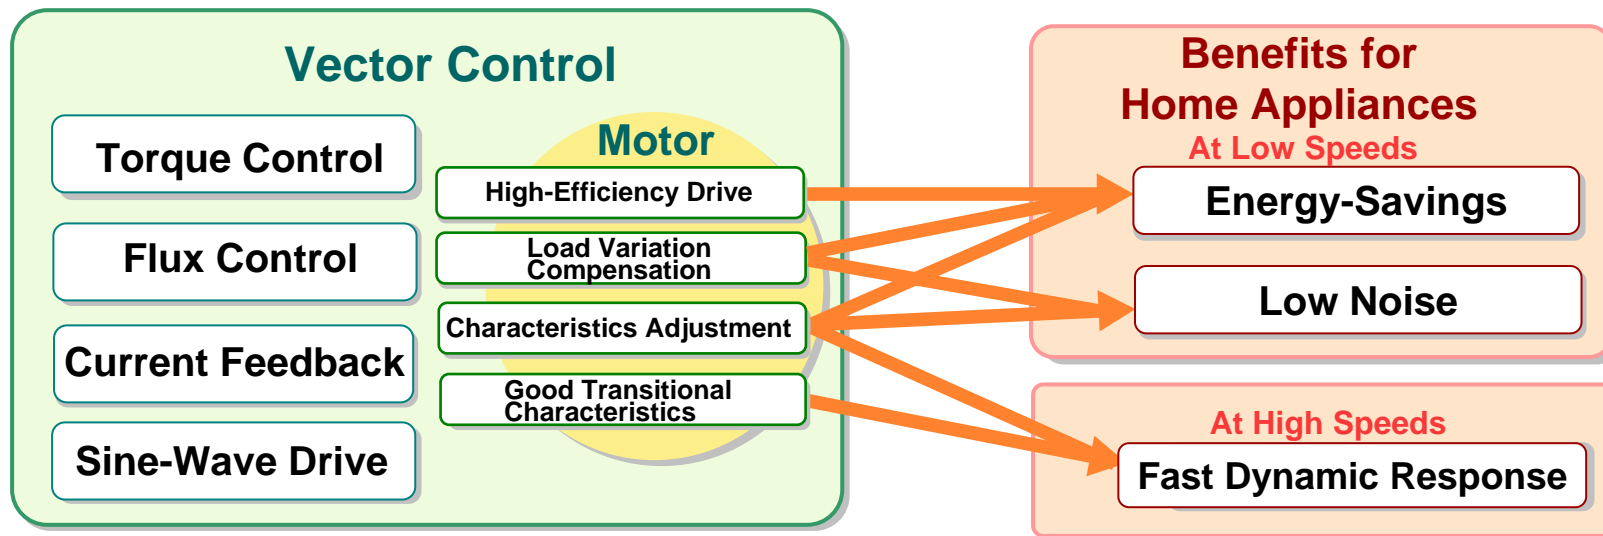 Vector Control
Torque Control
Flux Control
Current Feedback
Sine-Wave Drive
Motor
High-Efficiency Drive
Load Variation
Compensation
Characteristics Adjustment
Good Transitional
Characteristics
Benefits for
Home Appliances
At Low Speeds
Energy-Savings
Low Noise
At High Speeds
Fast Dynamic Response